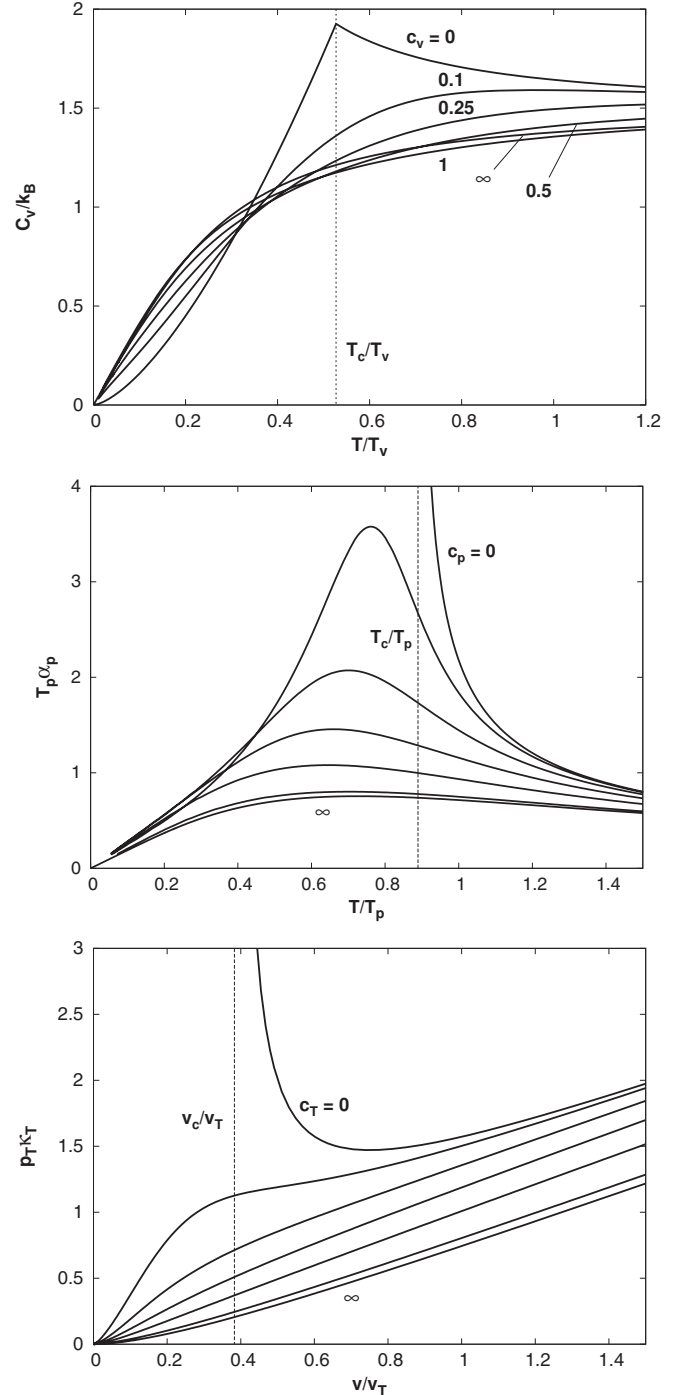 2
1.5
1
0.5
0
0 0.2 0.4 0.6 0.8 1 1.2
C_v/k_B
T/T_v
c_v = 0
0.1
0.25
1
∞
0.5
T_c/T_v
4
3
2
1
0
0 0.2 0.4 0.6 0.8 1 1.2 1.4
T_pα_p
T/T_p
c_p = 0
T_c/T_p
∞
3
2.5
2
1.5
1
0.5
0
0 0.2 0.4 0.6 0.8 1 1.2 1.4
p_Tκ_T
v/v_T
v_c/v_T
c_T = 0
∞